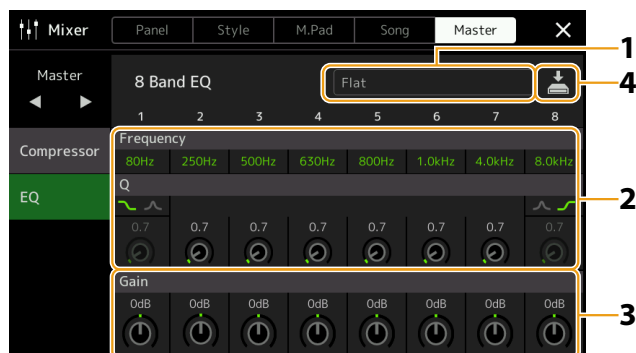 Mixer Panel Style M.Pad Song Master
1
Master 8 Band EQ Flat
4
1 2 3 4 5 6 7 8
Compressor
Frequency
80Hz 250Hz 500Hz 630Hz 800Hz 1.0kHz 4.0kHz 8.0kHz
EQ
Q
2
0.7 0.7 0.7 0.7 0.7 0.7 0.7 0.7
Gain
0dB 0dB 0dB 0dB 0dB 0dB 0dB 0dB
3